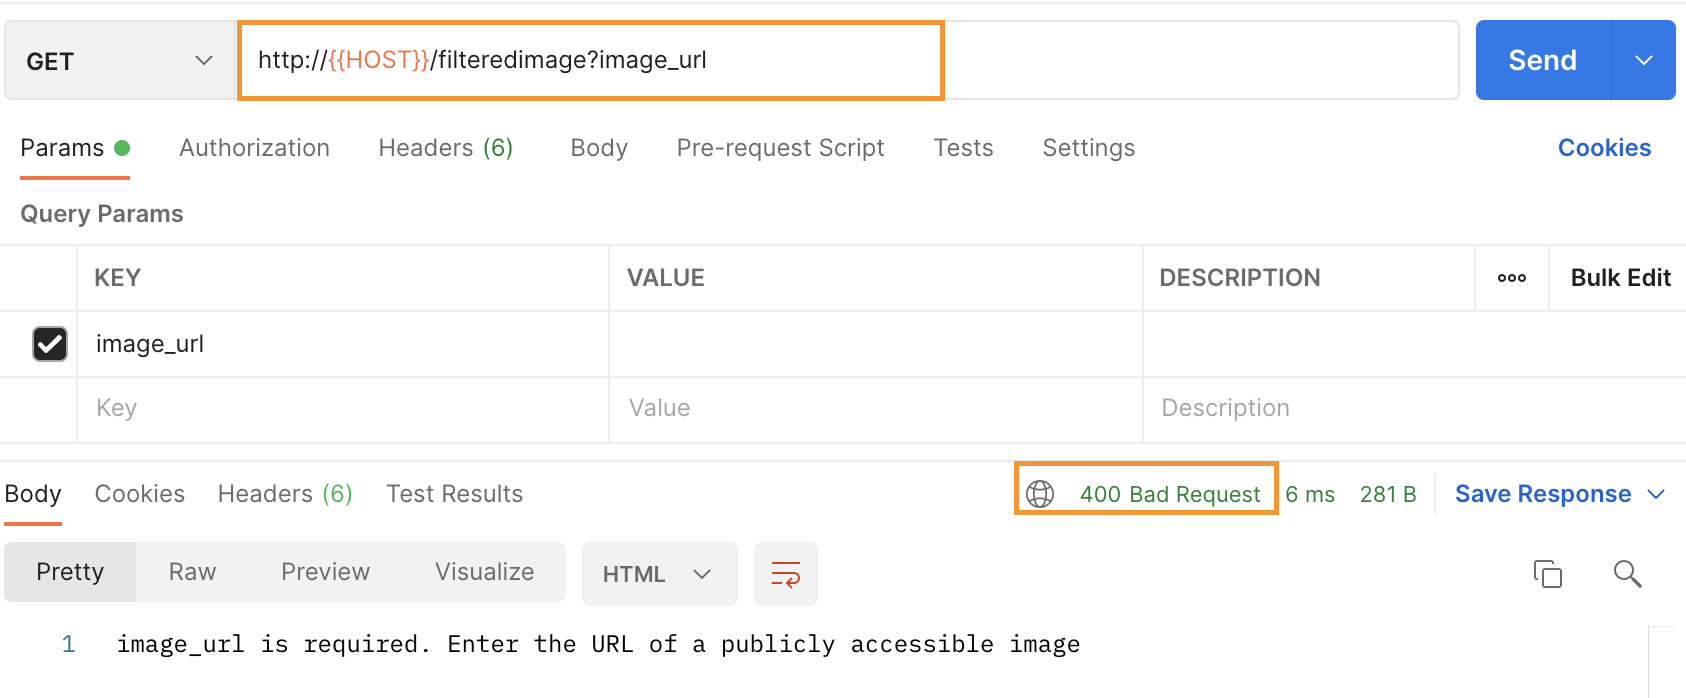 GET http://{{HOST}}/filteredimage?image_url Send
Params Authorization Headers (6) Body Pre-request Script Tests Settings Cookies
Query Params
KEY VALUE DESCRIPTION ooo Bulk Edit
image_url
Key Value Description
Body Cookies Headers (6) Test Results 400 Bad Request 6 ms 281 B Save Response
Pretty Raw Preview Visualize HTML
1 image_url is required. Enter the URL of a publicly accessible image